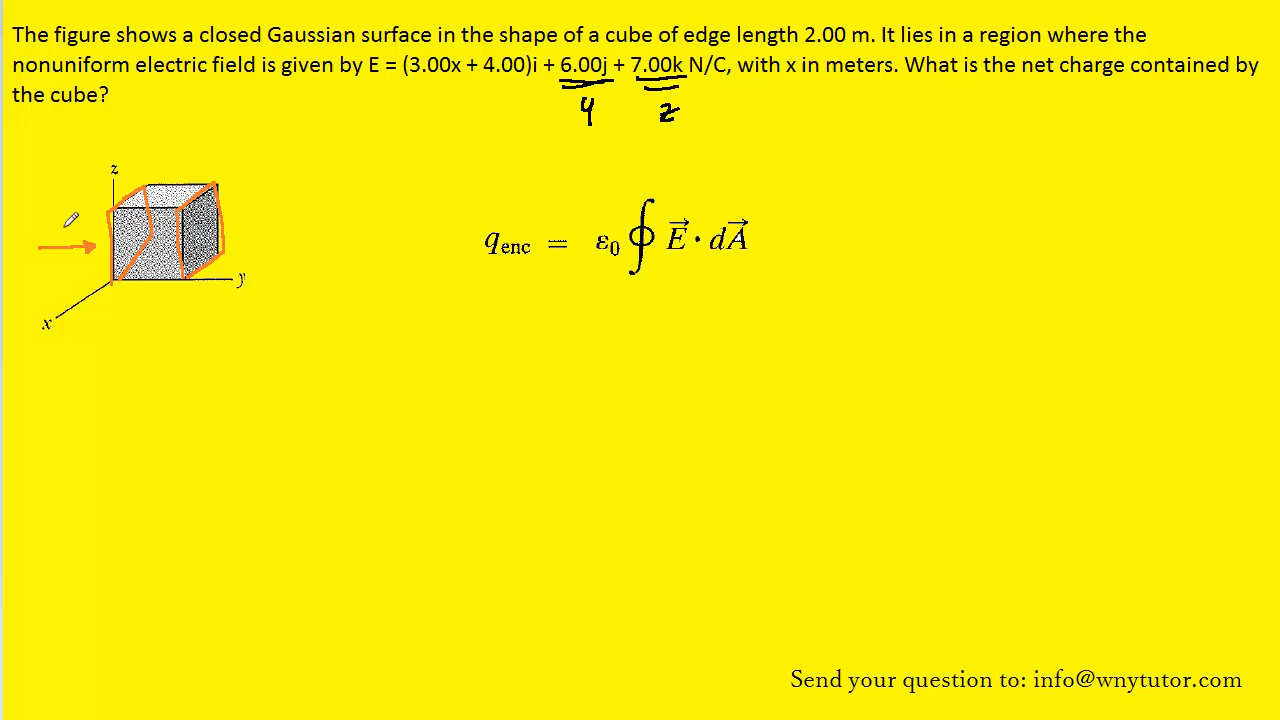 The figure shows a closed Gaussian surface in the shape of a cube of edge length 2.00 m. It lies in a region where the
nonuniform electric field is given by E = (3.00x + 4.00)i + 6.00j + 7.00k N/C, with x in meters. What is the net charge contained by
the cube?
y z
z
q_enc = ε₀ ∮ E⃗ · dA⃗
y
x
Send your question to: info@wnytutor.com